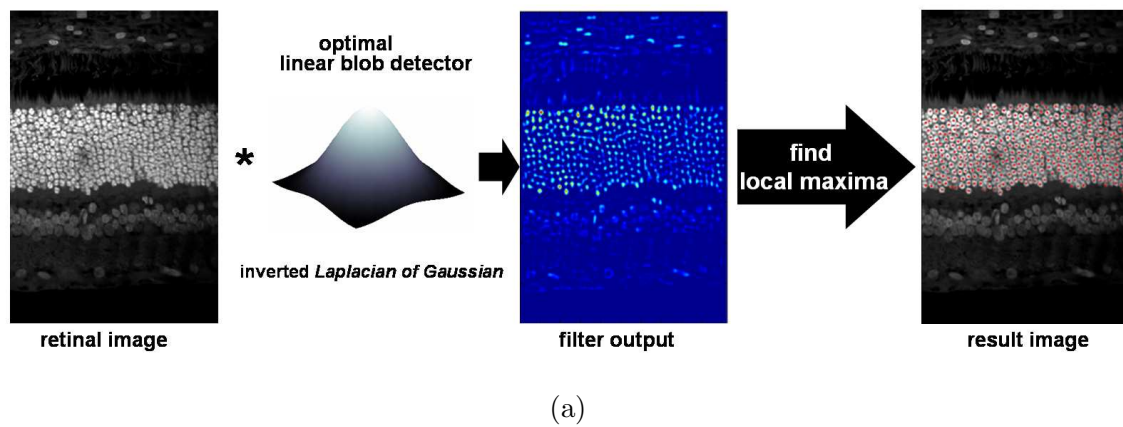 optimal
linear blob detector
*
find
local maxima
inverted Laplacian of Gaussian
retinal image
filter output
result image
(a)